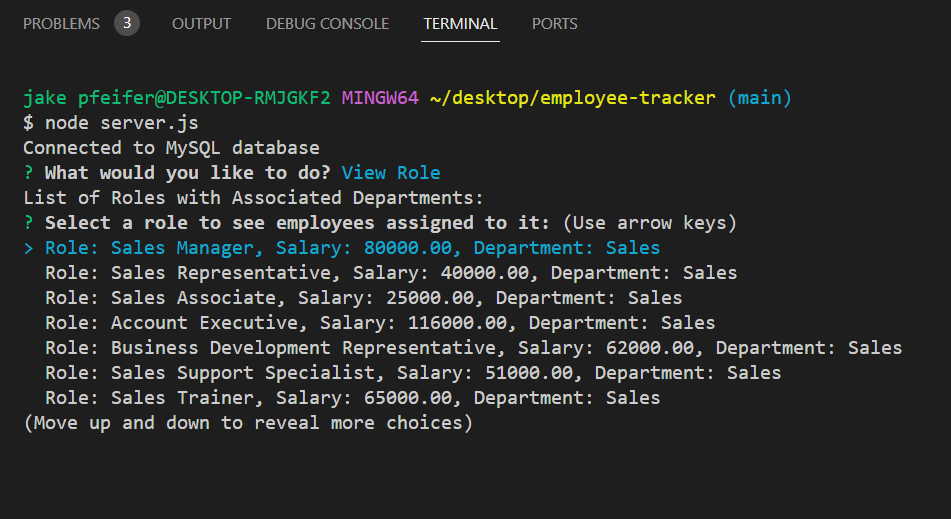 PROBLEMS 3 OUTPUT DEBUG CONSOLE TERMINAL PORTS
jake pfeifer@DESKTOP-RMJGKF2 MINGW64 ~/desktop/employee-tracker (main)
$ node server.js
Connected to MySQL database
? What would you like to do? View Role
List of Roles with Associated Departments:
? Select a role to see employees assigned to it: (Use arrow keys)
> Role: Sales Manager, Salary: 80000.00, Department: Sales
Role: Sales Representative, Salary: 40000.00, Department: Sales
Role: Sales Associate, Salary: 25000.00, Department: Sales
Role: Account Executive, Salary: 116000.00, Department: Sales
Role: Business Development Representative, Salary: 62000.00, Department: Sales
Role: Sales Support Specialist, Salary: 51000.00, Department: Sales
Role: Sales Trainer, Salary: 65000.00, Department: Sales
(Move up and down to reveal more choices)